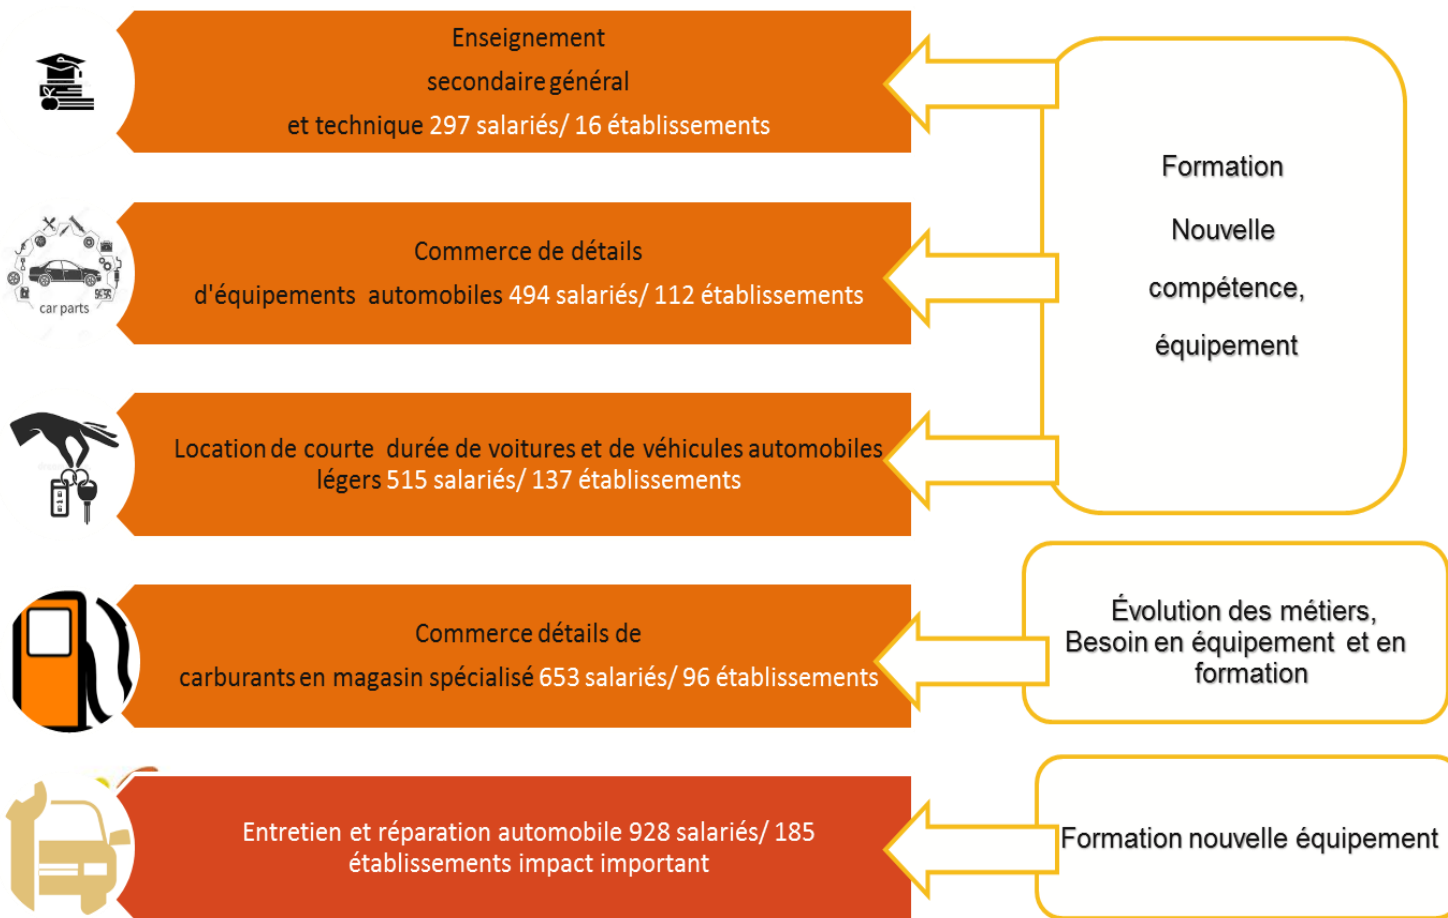 Enseignement
secondaire général
et technique 297 salariés/ 16 établissements
car parts
Commerce de détails
d'équipements automobiles 494 salariés/ 112 établissements
Location de courte durée de voitures et de véhicules automobiles
légers 515 salariés/ 137 établissements
Formation
Nouvelle
compétence,
équipement
Commerce détails de
carburants en magasin spécialisé 653 salariés/ 96 établissements
Évolution des métiers,
Besoin en équipement et en
formation
Entretien et réparation automobile 928 salariés/ 185
établissements impact important
Formation nouvelle équipement